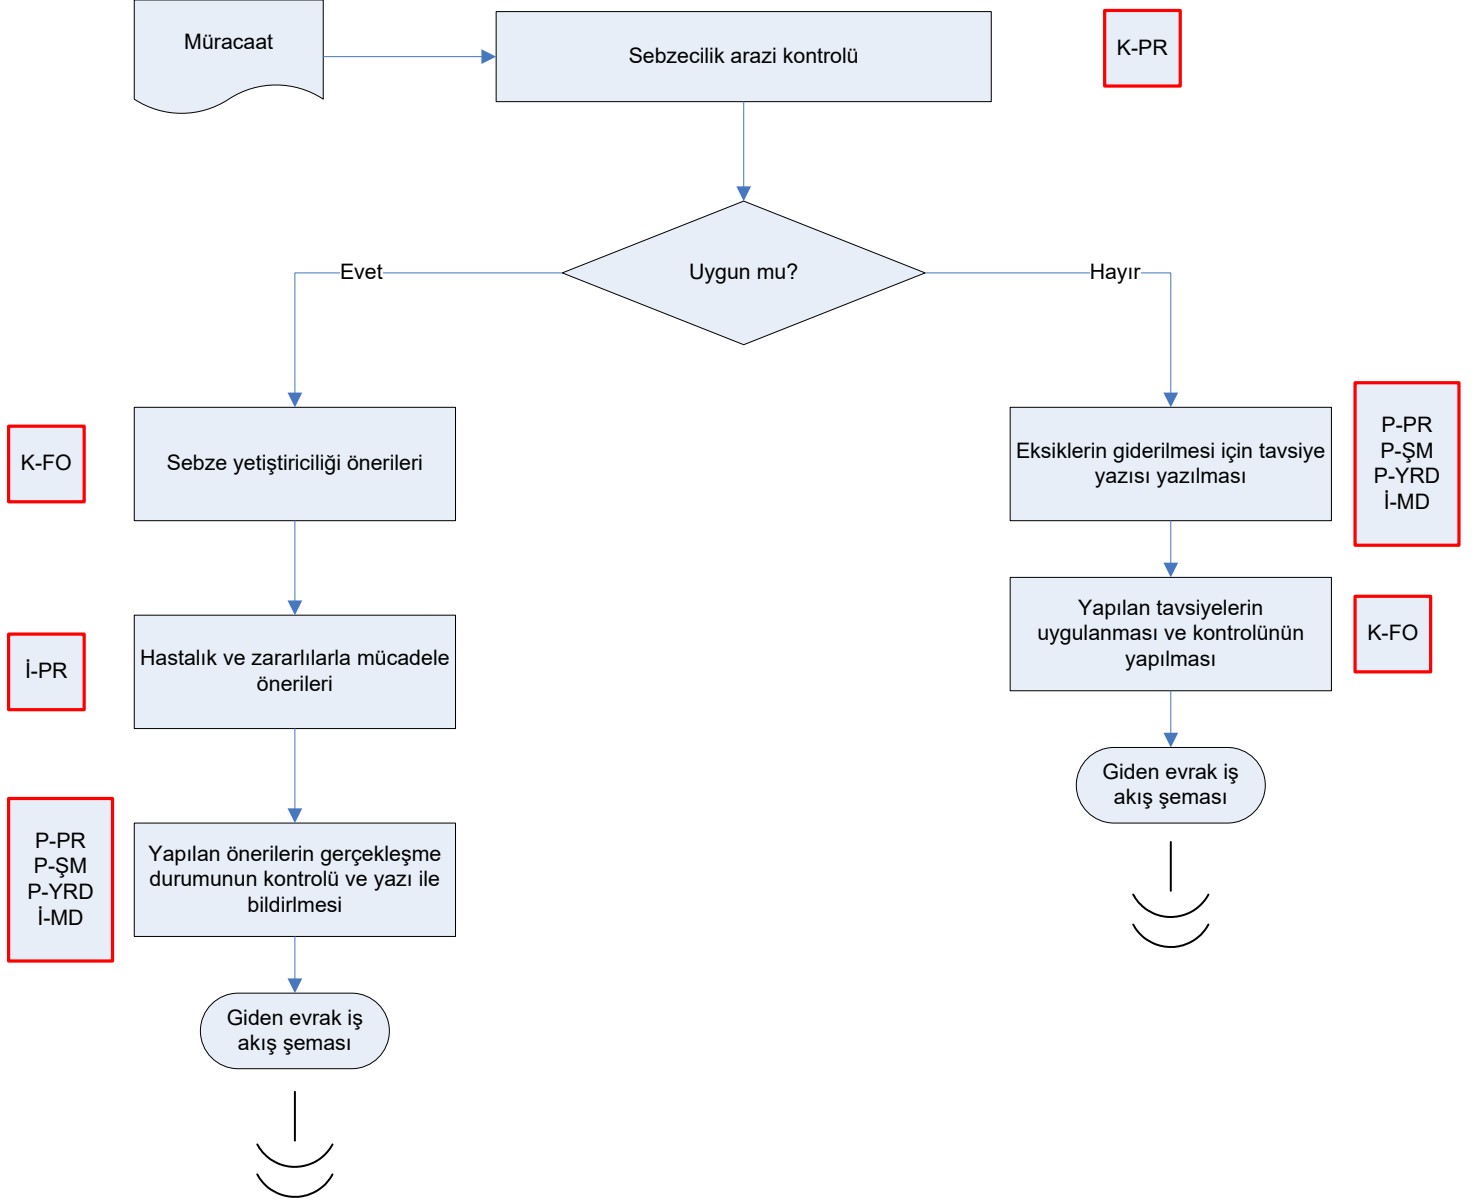 Müracaat
Sebzecilik arazi kontrolü
K-PR
Uygun mu?
Evet
Hayır
K-FO
Sebze yetiştiriciliği önerileri
Eksiklerin giderilmesi için tavsiye
yazısı yazılması
P-PR
P-ŞM
P-YRD
İ-MD
İ-PR
Hastalık ve zararlılarla mücadele
önerileri
Yapılan tavsiyelerin
uygulanması ve kontrolünün
yapılması
K-FO
Giden evrak iş
akış şeması
P-PR
P-ŞM
P-YRD
İ-MD
Yapılan önerilerin gerçekleşme
durumunun kontrolü ve yazı ile
bildirlmesi
Giden evrak iş
akış şeması